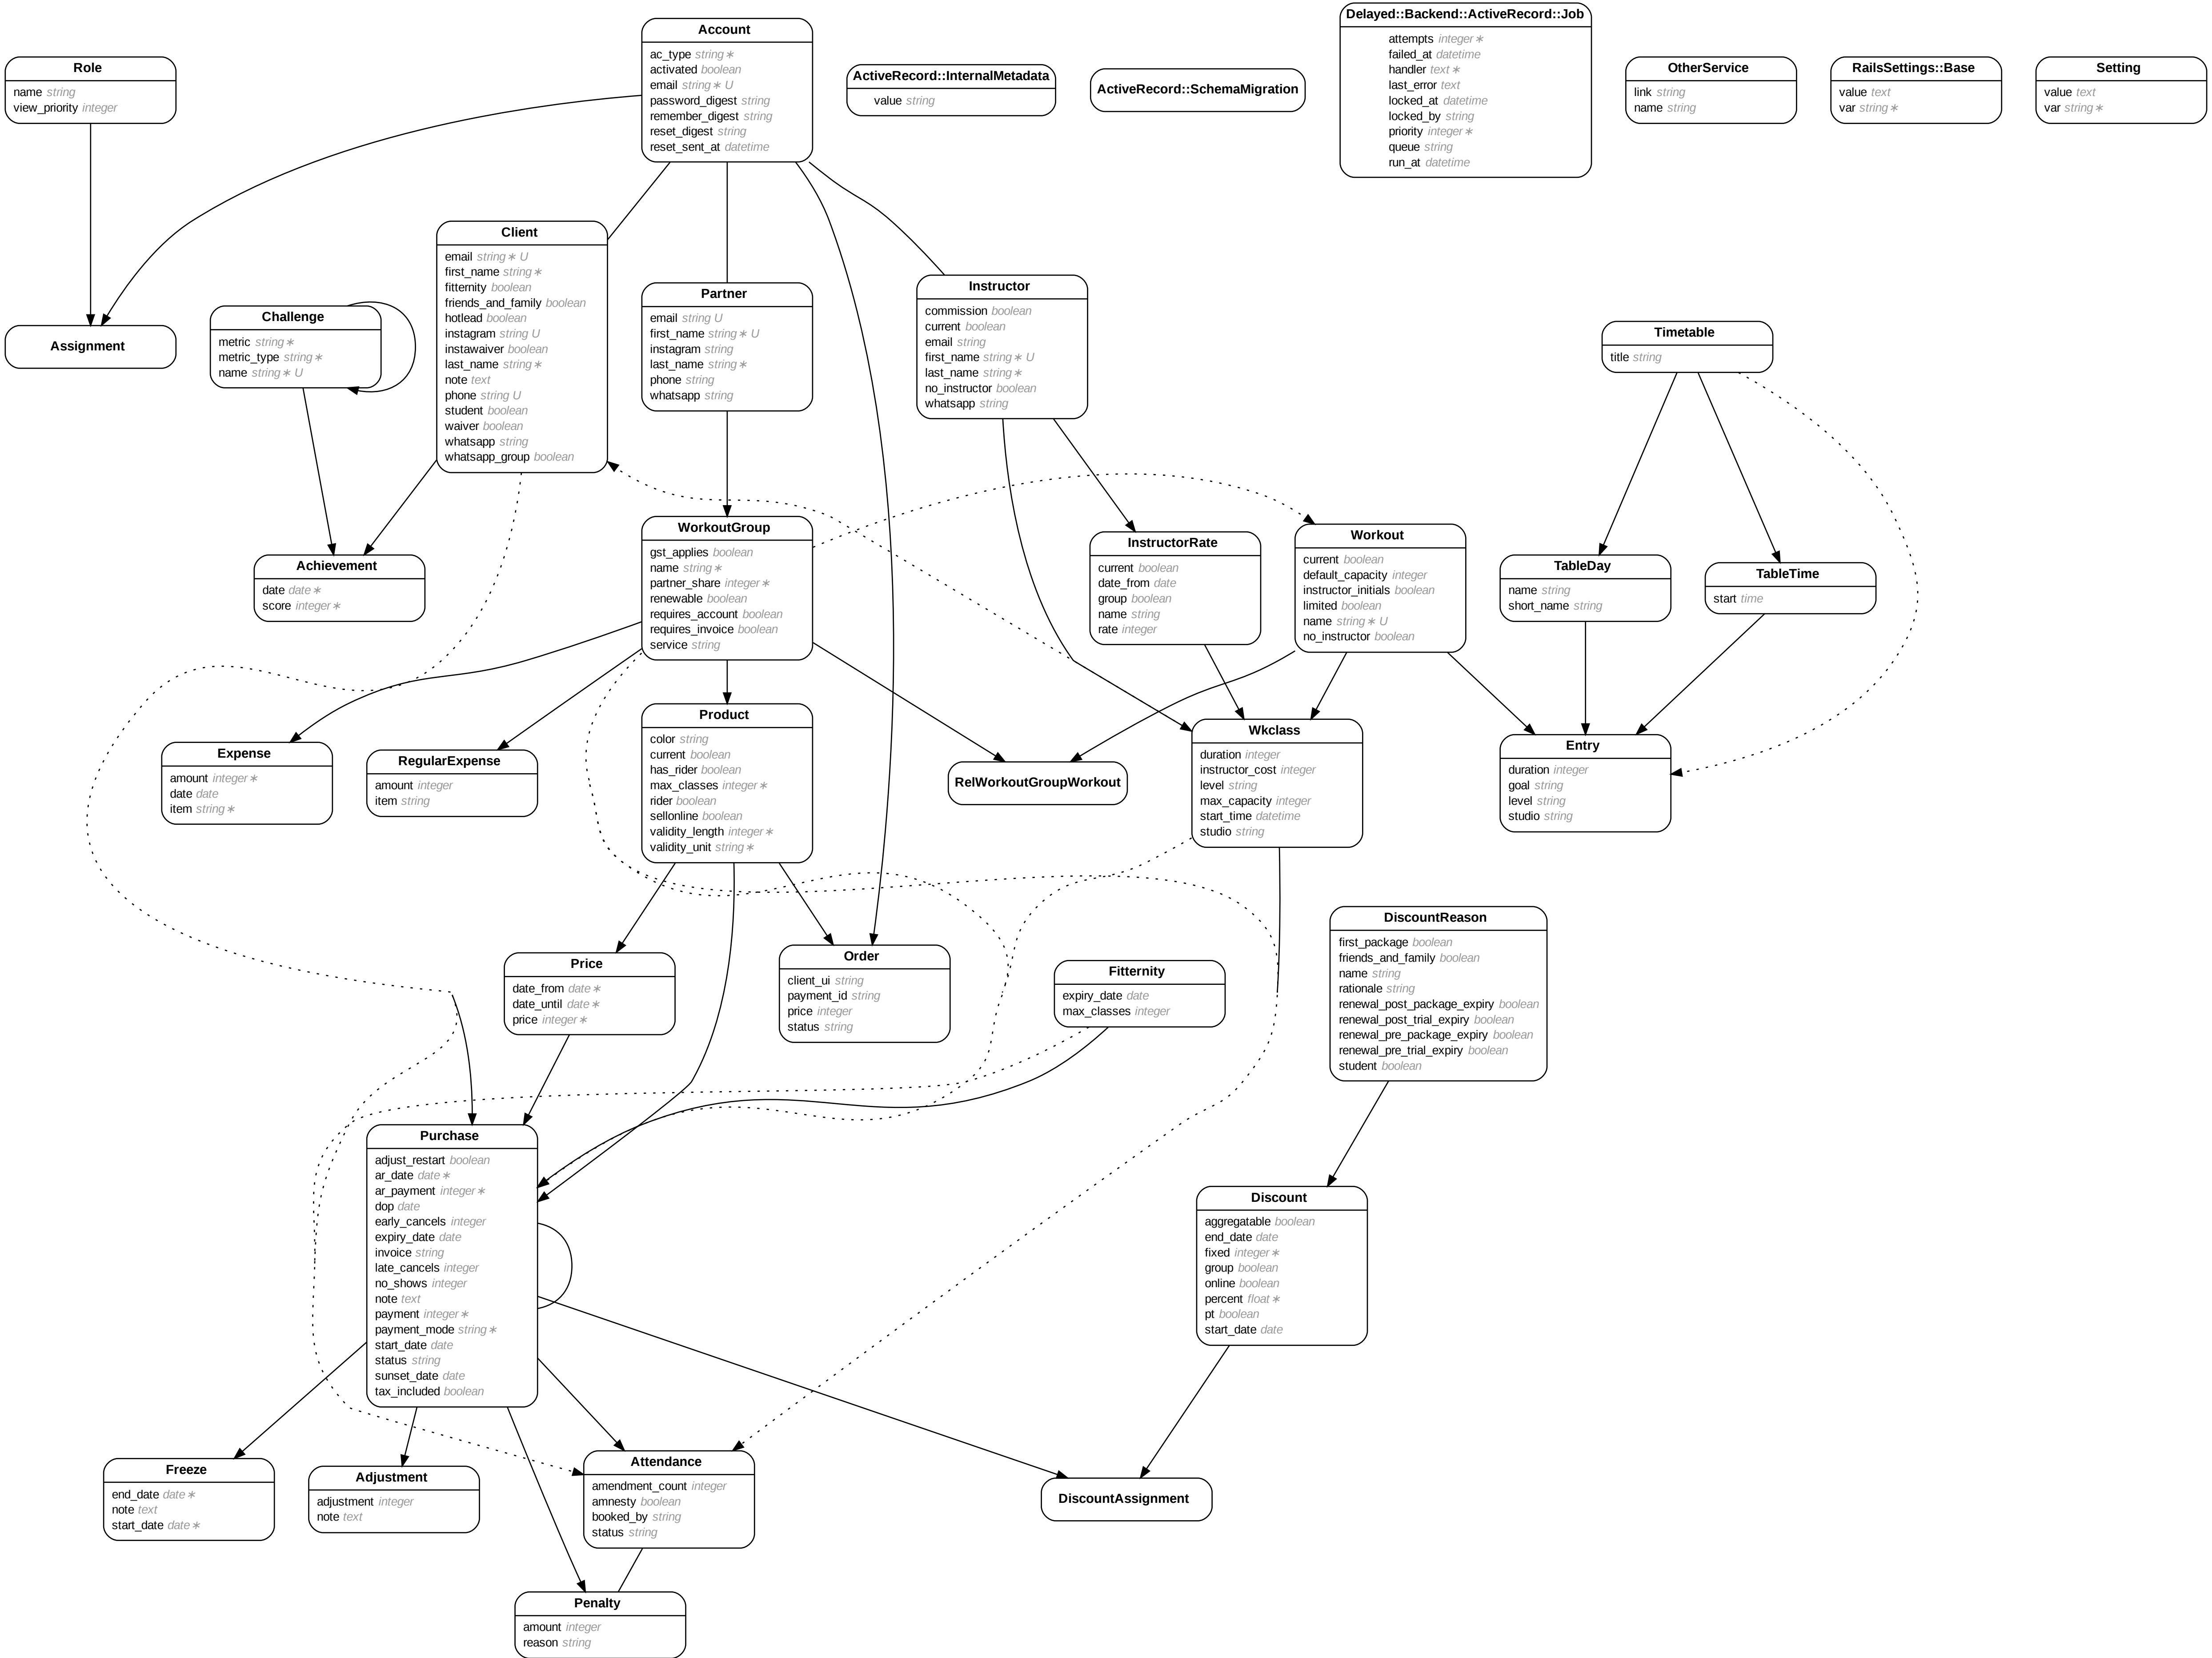 Account
ac_type string∗
activated boolean
email string∗ U
password_digest string
remember_digest string
reset_digest string
reset_sent_at datetime
ActiveRecord::InternalMetadata
value string
ActiveRecord::SchemaMigration
Delayed::Backend::ActiveRecord::Job
attempts integer∗
failed_at datetime
handler text∗
last_error text
locked_at datetime
locked_by string
priority integer∗
queue string
run_at datetime
OtherService
link string
name string
RailsSettings::Base
value text
var string∗
Setting
value text
var string∗
Role
name string
view_priority integer
Assignment
Challenge
metric string∗
metric_type string∗
name string∗ U
Client
email string∗ U
first_name string∗
fitternity boolean
friends_and_family boolean
hotlead boolean
instagram string U
instawaiver boolean
last_name string∗
note text
phone string U
student boolean
waiver boolean
whatsapp string
whatsapp_group boolean
Partner
email string U
first_name string∗ U
instagram string
last_name string∗
phone string
whatsapp string
Instructor
commission boolean
current boolean
email string
first_name string∗ U
last_name string∗
no_instructor boolean
whatsapp string
Timetable
title string
Achievement
date date∗
score integer∗
WorkoutGroup
gst_applies boolean
name string∗
partner_share integer∗
renewable boolean
requires_account boolean
requires_invoice boolean
service string
InstructorRate
current boolean
date_from date
group boolean
name string
rate integer
Workout
current boolean
default_capacity integer
instructor_initials boolean
limited boolean
name string∗ U
no_instructor boolean
TableDay
name string
short_name string
TableTime
start time
Expense
amount integer∗
date date
item string∗
RegularExpense
amount integer
item string
Product
color string
current boolean
has_rider boolean
max_classes integer∗
rider boolean
sellonline boolean
validity_length integer∗
validity_unit string∗
RelWorkoutGroupWorkout
Wkclass
duration integer
instructor_cost integer
level string
max_capacity integer
start_time datetime
studio string
Entry
duration integer
goal string
level string
studio string
Price
date_from date∗
date_until date∗
price integer∗
Order
client_ui string
payment_id string
price integer
status string
Fitternity
expiry_date date
max_classes integer
DiscountReason
first_package boolean
friends_and_family boolean
name string
rationale string
renewal_post_package_expiry boolean
renewal_post_trial_expiry boolean
renewal_pre_package_expiry boolean
renewal_pre_trial_expiry boolean
student boolean
Purchase
adjust_restart boolean
ar_date date∗
ar_payment integer∗
dop date
early_cancels integer
expiry_date date
invoice string
late_cancels integer
no_shows integer
note text
payment integer∗
payment_mode string∗
start_date date
status string
sunset_date date
tax_included boolean
Discount
aggregatable boolean
end_date date
fixed integer∗
group boolean
online boolean
percent float∗
pt boolean
start_date date
Freeze
end_date date∗
note text
start_date date∗
Adjustment
adjustment integer
note text
Attendance
amendment_count integer
amnesty boolean
booked_by string
status string
DiscountAssignment
Penalty
amount integer
reason string